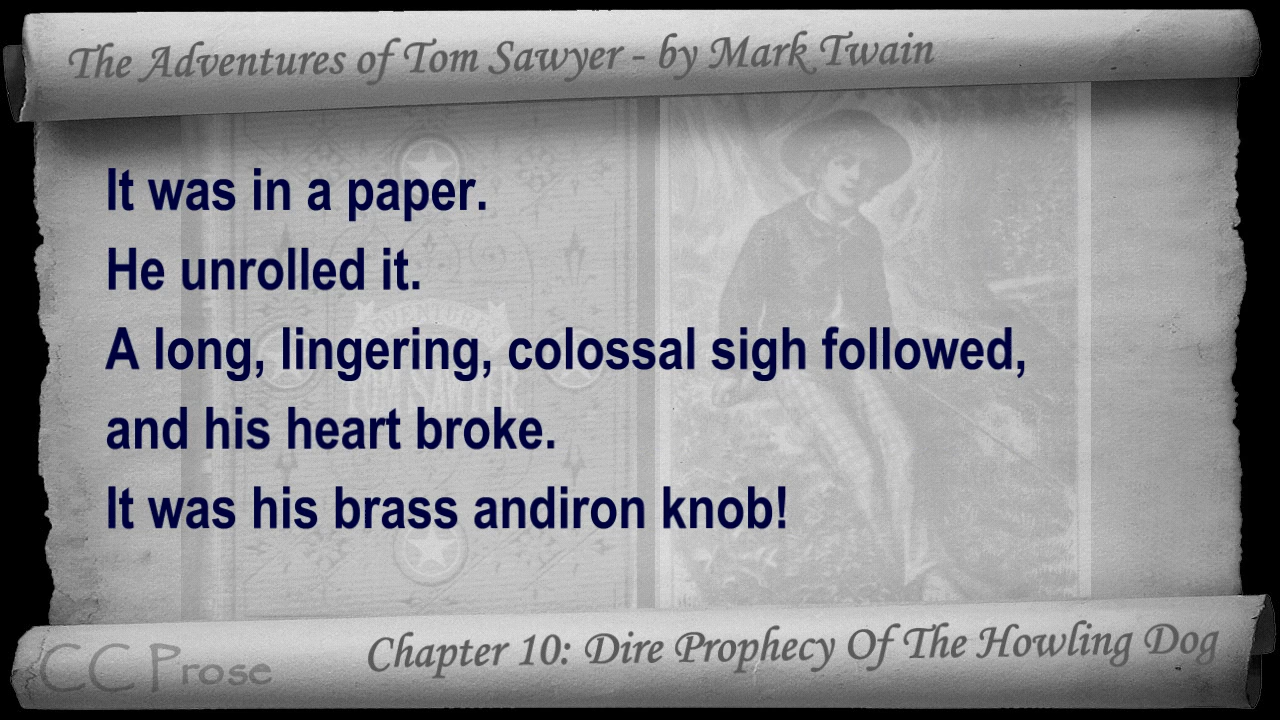 The Adventures of Tom Sawyer - by Mark Twain
It was in a paper.
He unrolled it.
A long, lingering, colossal sigh followed,
and his heart broke.
It was his brass andiron knob!
CC Prose
Chapter 10: Dire Prophecy Of The Howling Dog